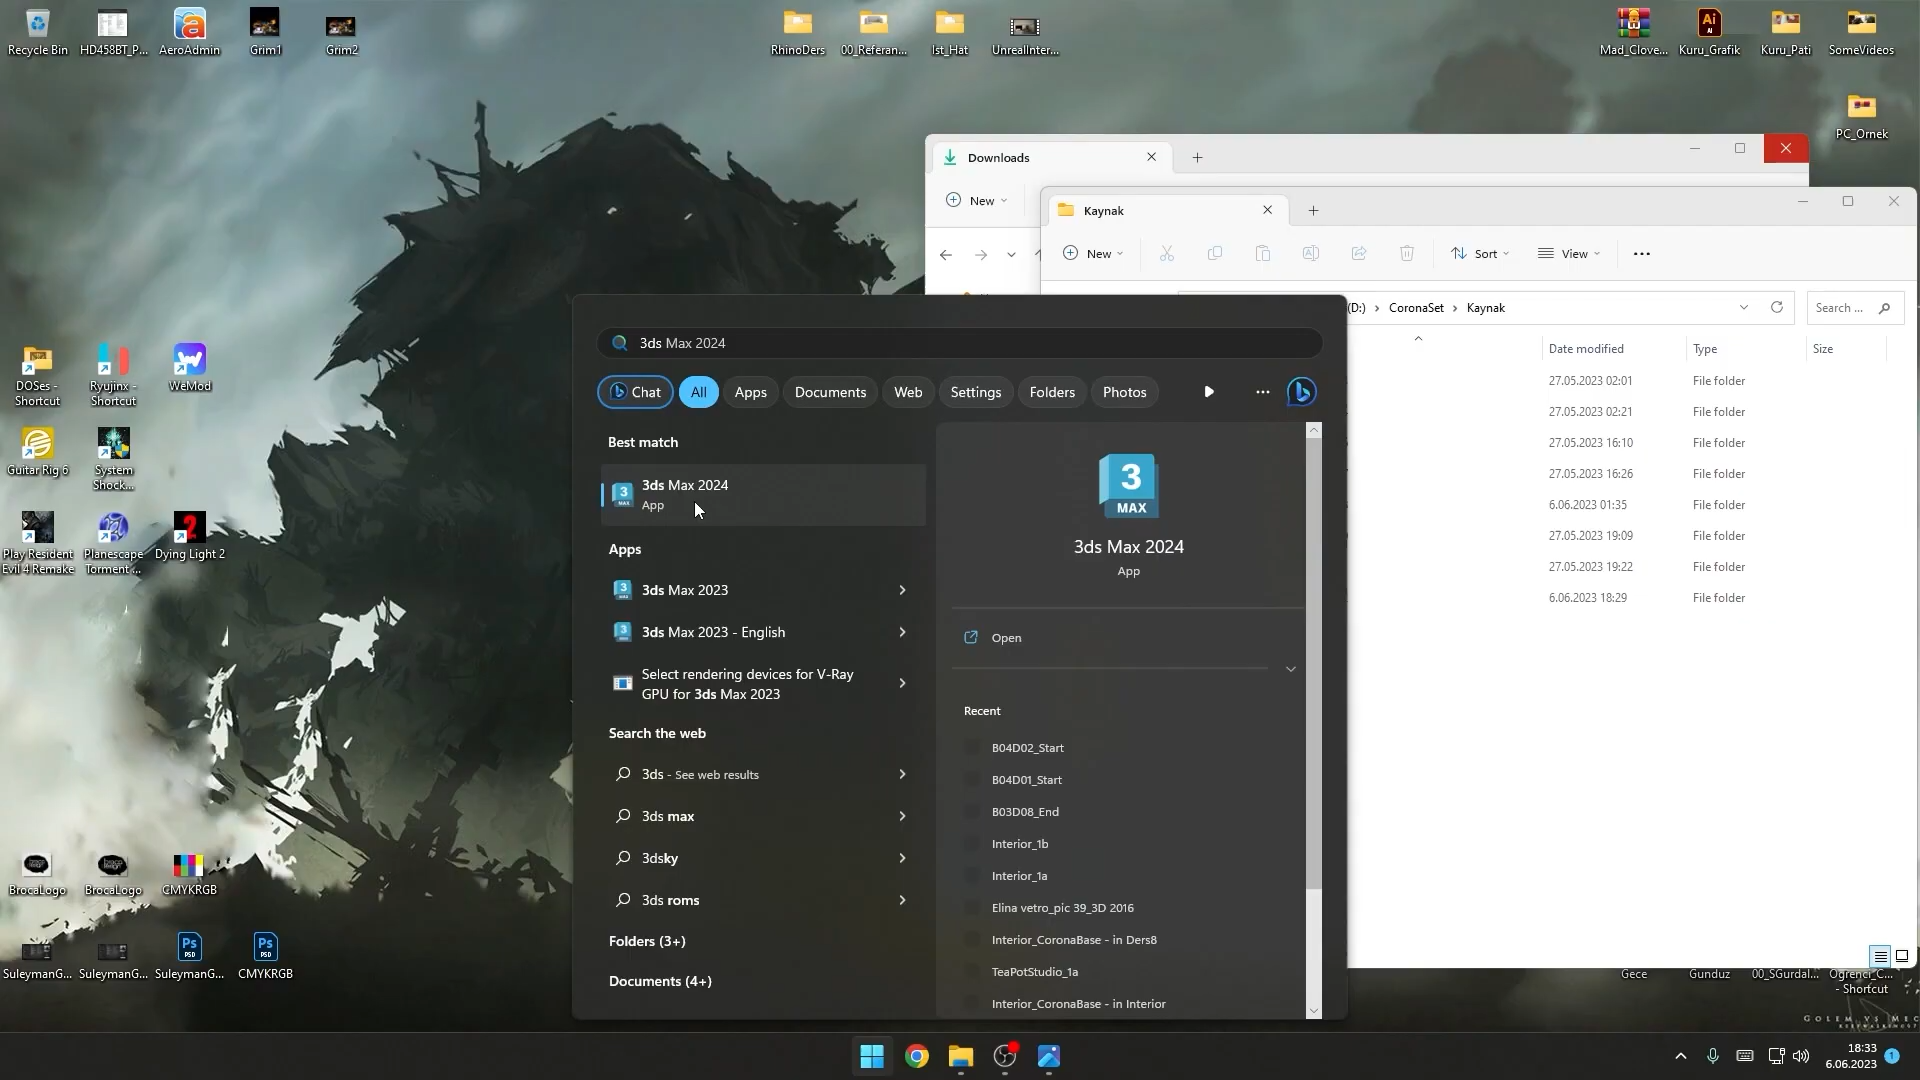 Recycle Bin
HD458BT_P...
AeroAdmin
Grim1
Grim2
RhinoDers
00_Referan...
Ist_Hat
UnrealInter...
Mad_Clove...
Kuru_Grafik
Kuru_Pati
SomeVideos
PC_Ornek
Downloads
New
Kaynak
New
Sort
View
(D:) > CoronaSet > Kaynak
Search ...
Date modified
Type
Size
27.05.2023 02:01
File folder
27.05.2023 02:21
File folder
27.05.2023 16:10
File folder
27.05.2023 16:26
File folder
6.06.2023 01:35
File folder
27.05.2023 19:09
File folder
27.05.2023 19:22
File folder
6.06.2023 18:29
File folder
3ds Max 2024
Chat
All
Apps
Documents
Web
Settings
Folders
Photos
Best match
3ds Max 2024
App
Apps
3ds Max 2023
3ds Max 2023 - English
Select rendering devices for V-Ray
GPU for 3ds Max 2023
Search the web
3ds - See web results
3ds max
3dsky
3ds roms
Folders (3+)
Documents (4+)
3
MAX
3ds Max 2024
App
Open
Recent
B04D02_Start
B04D01_Start
B03D08_End
Interior_1b
Interior_1a
Elina vetro_pic 39_3D 2016
Interior_CoronaBase - in Ders8
TeaPotStudio_1a
Interior_CoronaBase - in Interior
DOSes -
Shortcut
Ryujinx -
Shortcut
WeMod
Guitar Rig 6
System
Shock...
Play Resident
Evil 4 Remake
Planescape
Torment ...
Dying Light 2
BrocaLogo
BrocaLogo
CMYKRGB
SuleymanG...
SuleymanG...
SuleymanG...
CMYKRGB
Gece
Gunduz
00_SGurdal...
Ogrenci_C...
- Shortcut
18:33
6.06.2023
1